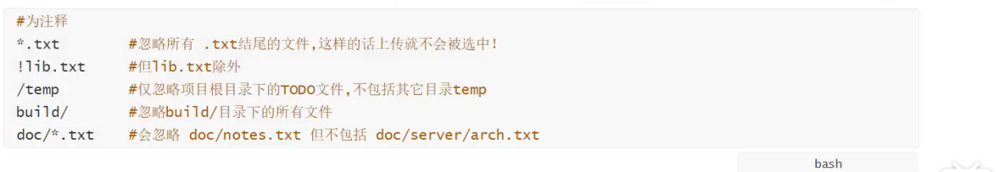 #为注释
*.txt #忽略所有 .txt结尾的文件,这样的话上传就不会被选中!
!lib.txt #但lib.txt除外
/temp #仅忽略项目根目录下的TODO文件,不包括其它目录temp
build/ #忽略build/目录下的所有文件
doc/*.txt #会忽略 doc/notes.txt 但不包括 doc/server/arch.txt
bash